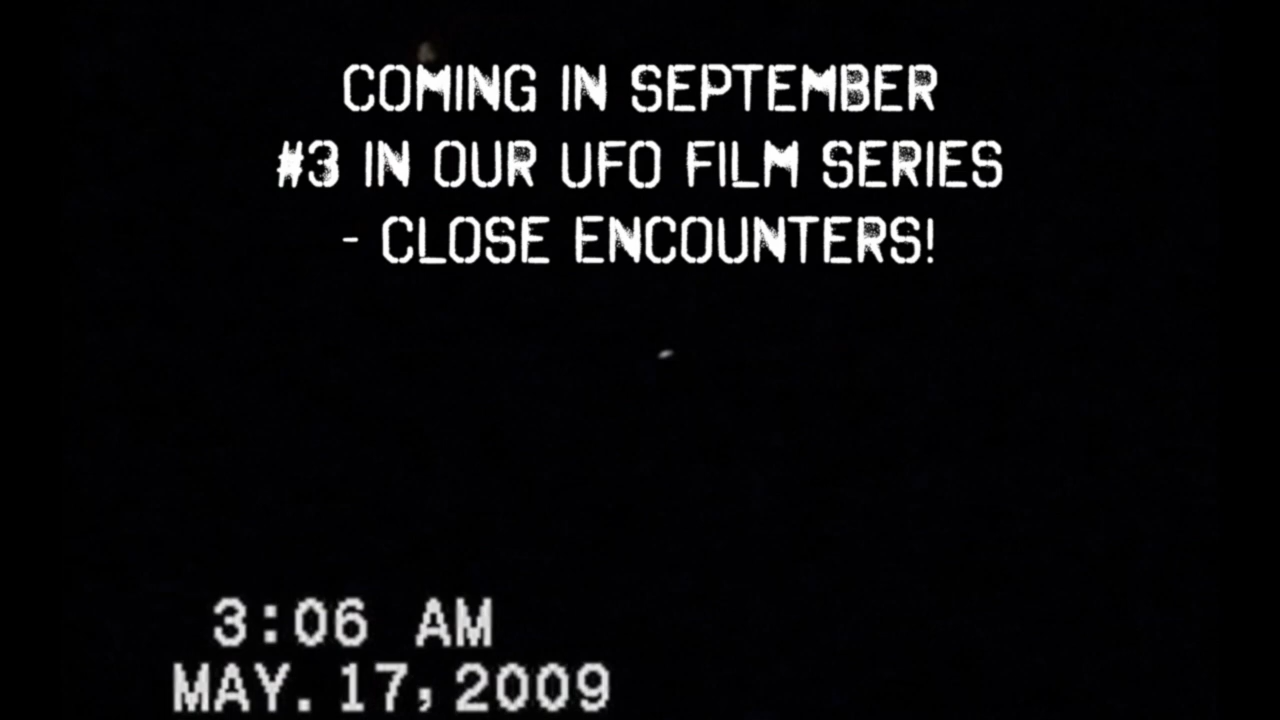 COMING IN SEPTEMBER
#3 IN OUR UFO FILM SERIES
- CLOSE ENCOUNTERS!
3:06 AM
MAY. 17, 2009